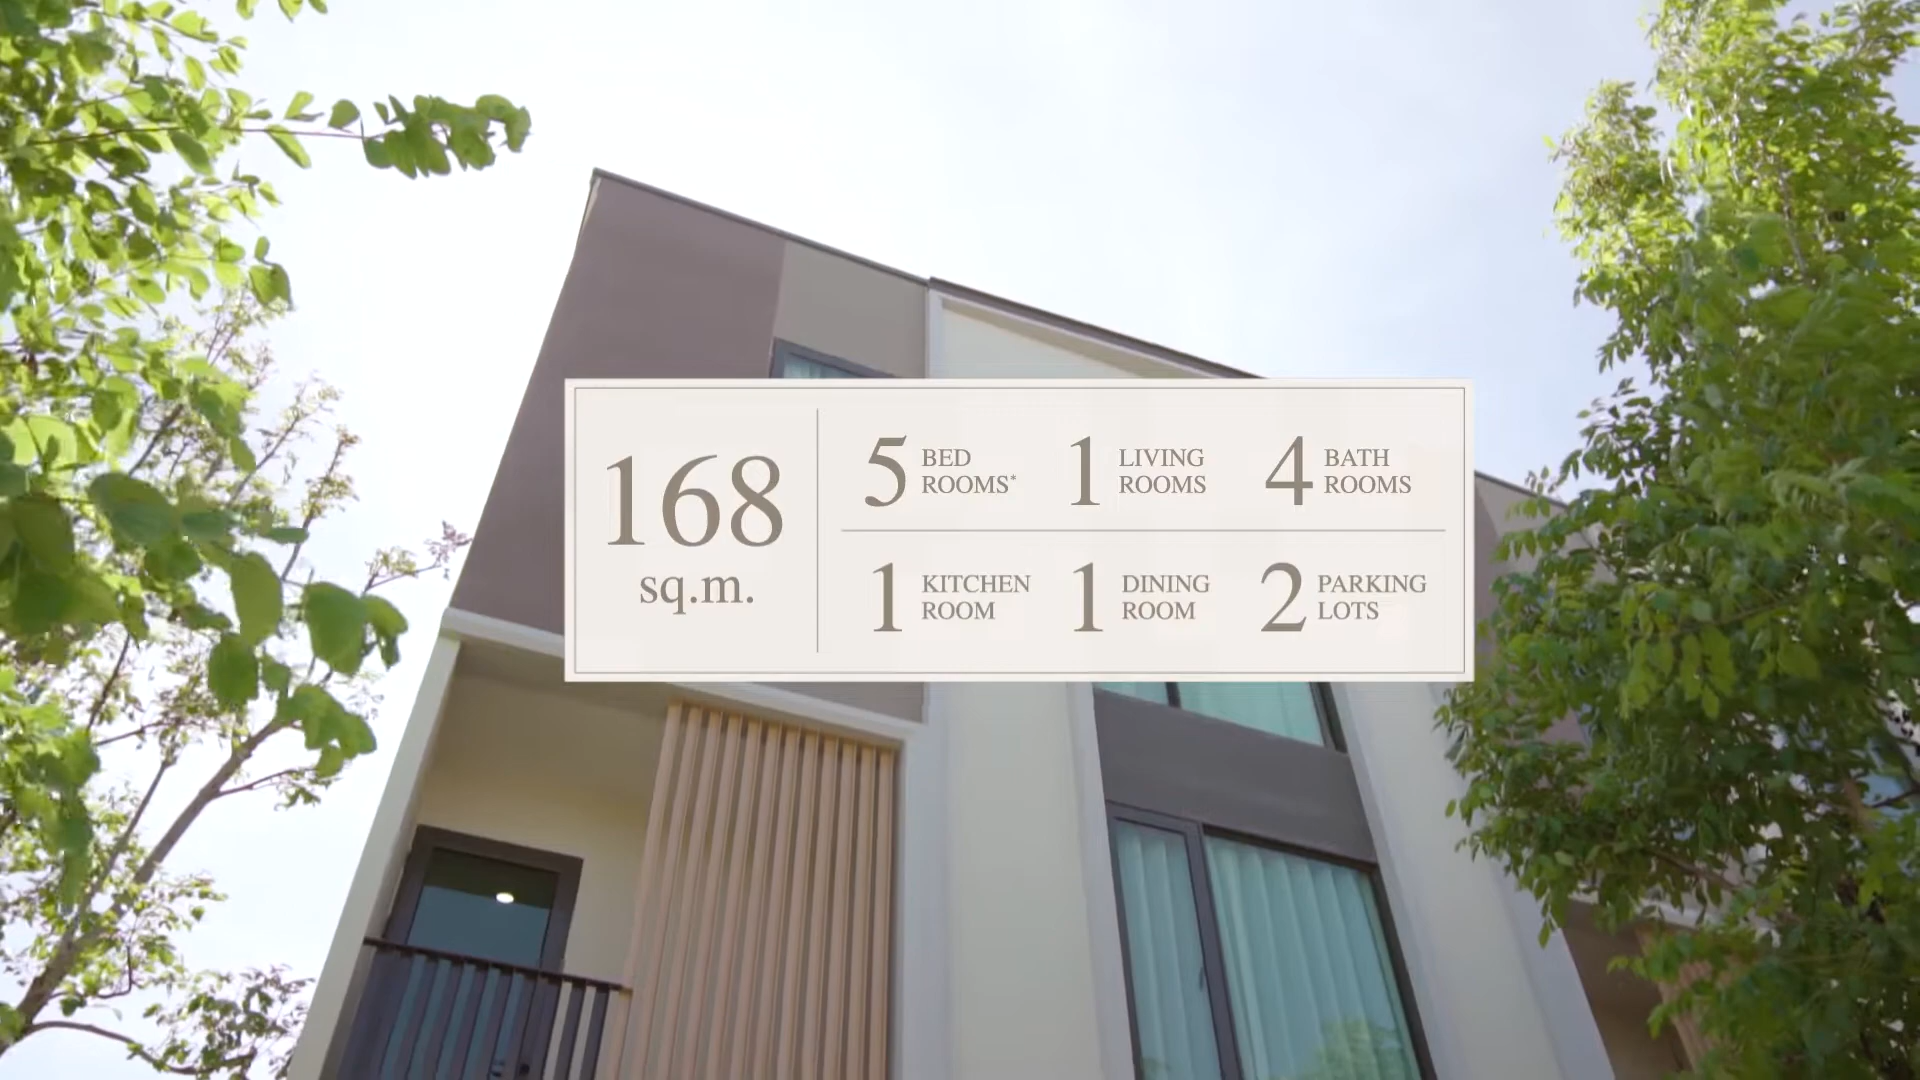 168
sq.m.
5 BED
ROOMS*
1 LIVING
ROOMS
4 BATH
ROOMS
1 KITCHEN
ROOM
1 DINING
ROOM
2 PARKING
LOTS